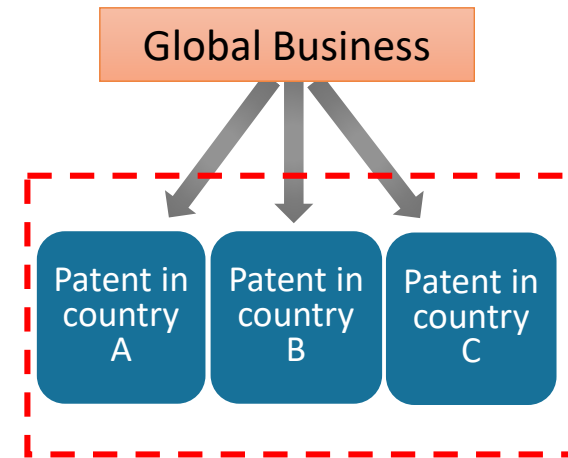 Global Business
Patent in
country
A
Patent in
country
B
Patent in
country
C